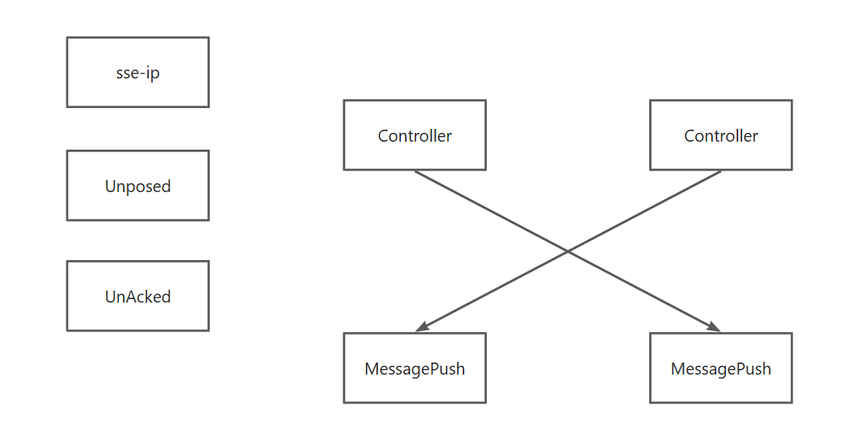 sse-ip
Unposed
UnAcked
Controller
Controller
MessagePush
MessagePush